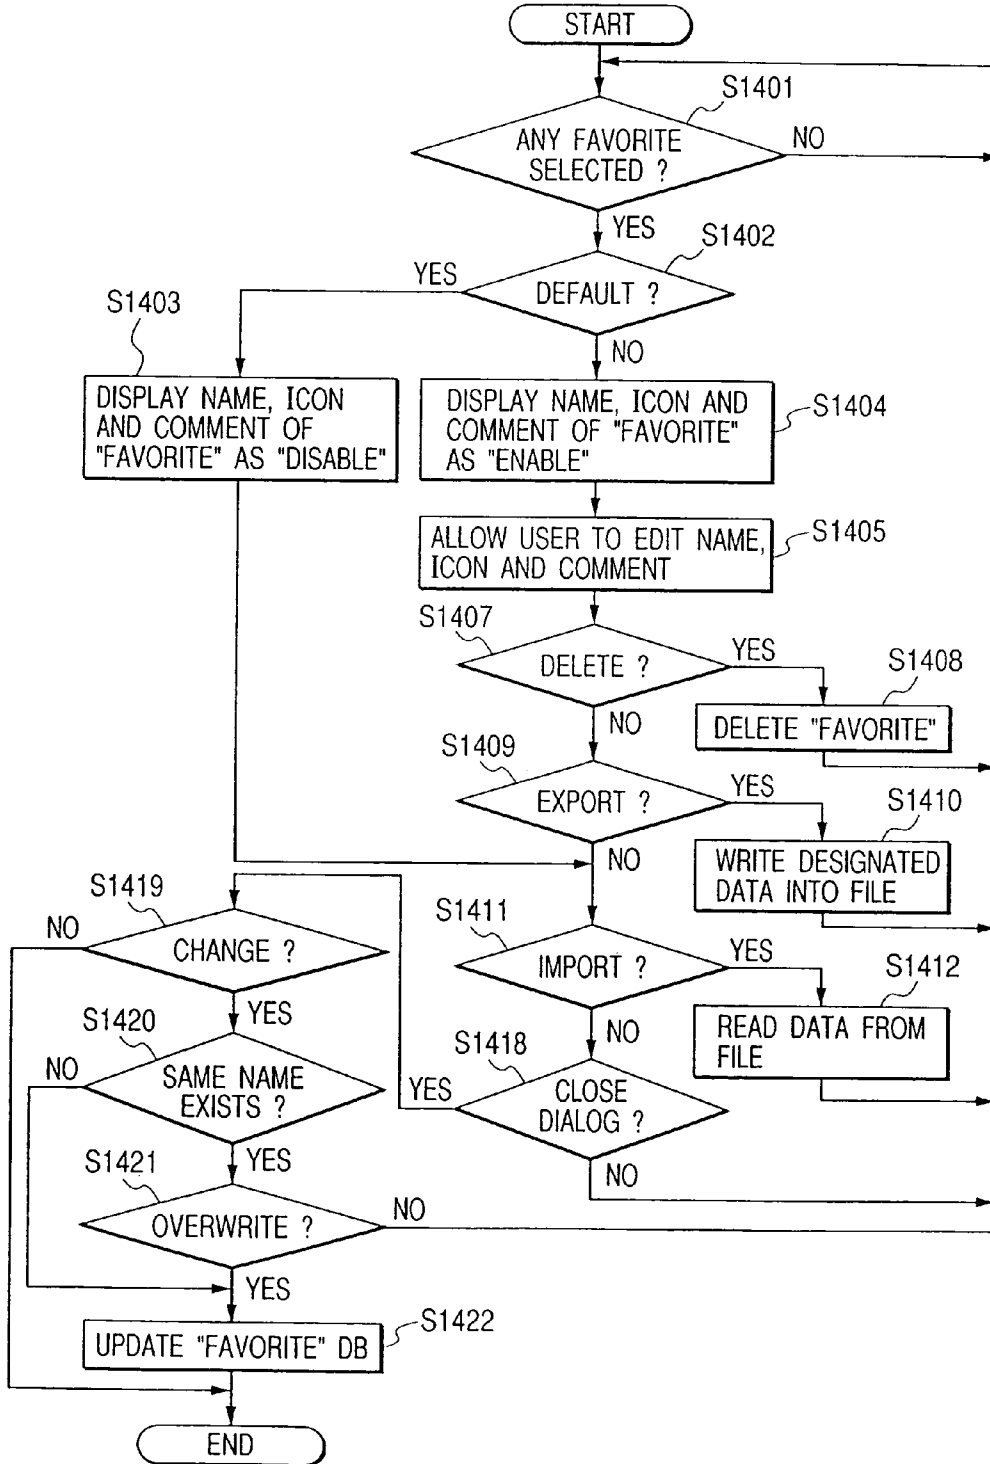 START
S1401
ANY FAVORITE
SELECTED ?
NO
YES
S1402
YES
DEFAULT ?
S1403
NO
DISPLAY NAME, ICON
AND COMMENT OF
"FAVORITE" AS "DISABLE"
DISPLAY NAME, ICON AND
COMMENT OF "FAVORITE"
AS "ENABLE"
S1404
ALLOW USER TO EDIT NAME,
ICON AND COMMENT
S1405
S1407
DELETE ?
YES
S1408
NO
DELETE "FAVORITE"
S1409
EXPORT ?
YES
S1410
NO
WRITE DESIGNATED
DATA INTO FILE
S1419
NO
CHANGE ?
S1411
IMPORT ?
YES
S1412
YES
NO
READ DATA FROM
FILE
S1420
NO
SAME NAME
EXISTS ?
S1418
YES
CLOSE
DIALOG ?
YES
NO
S1421
OVERWRITE ?
NO
YES
UPDATE "FAVORITE" DB
S1422
END